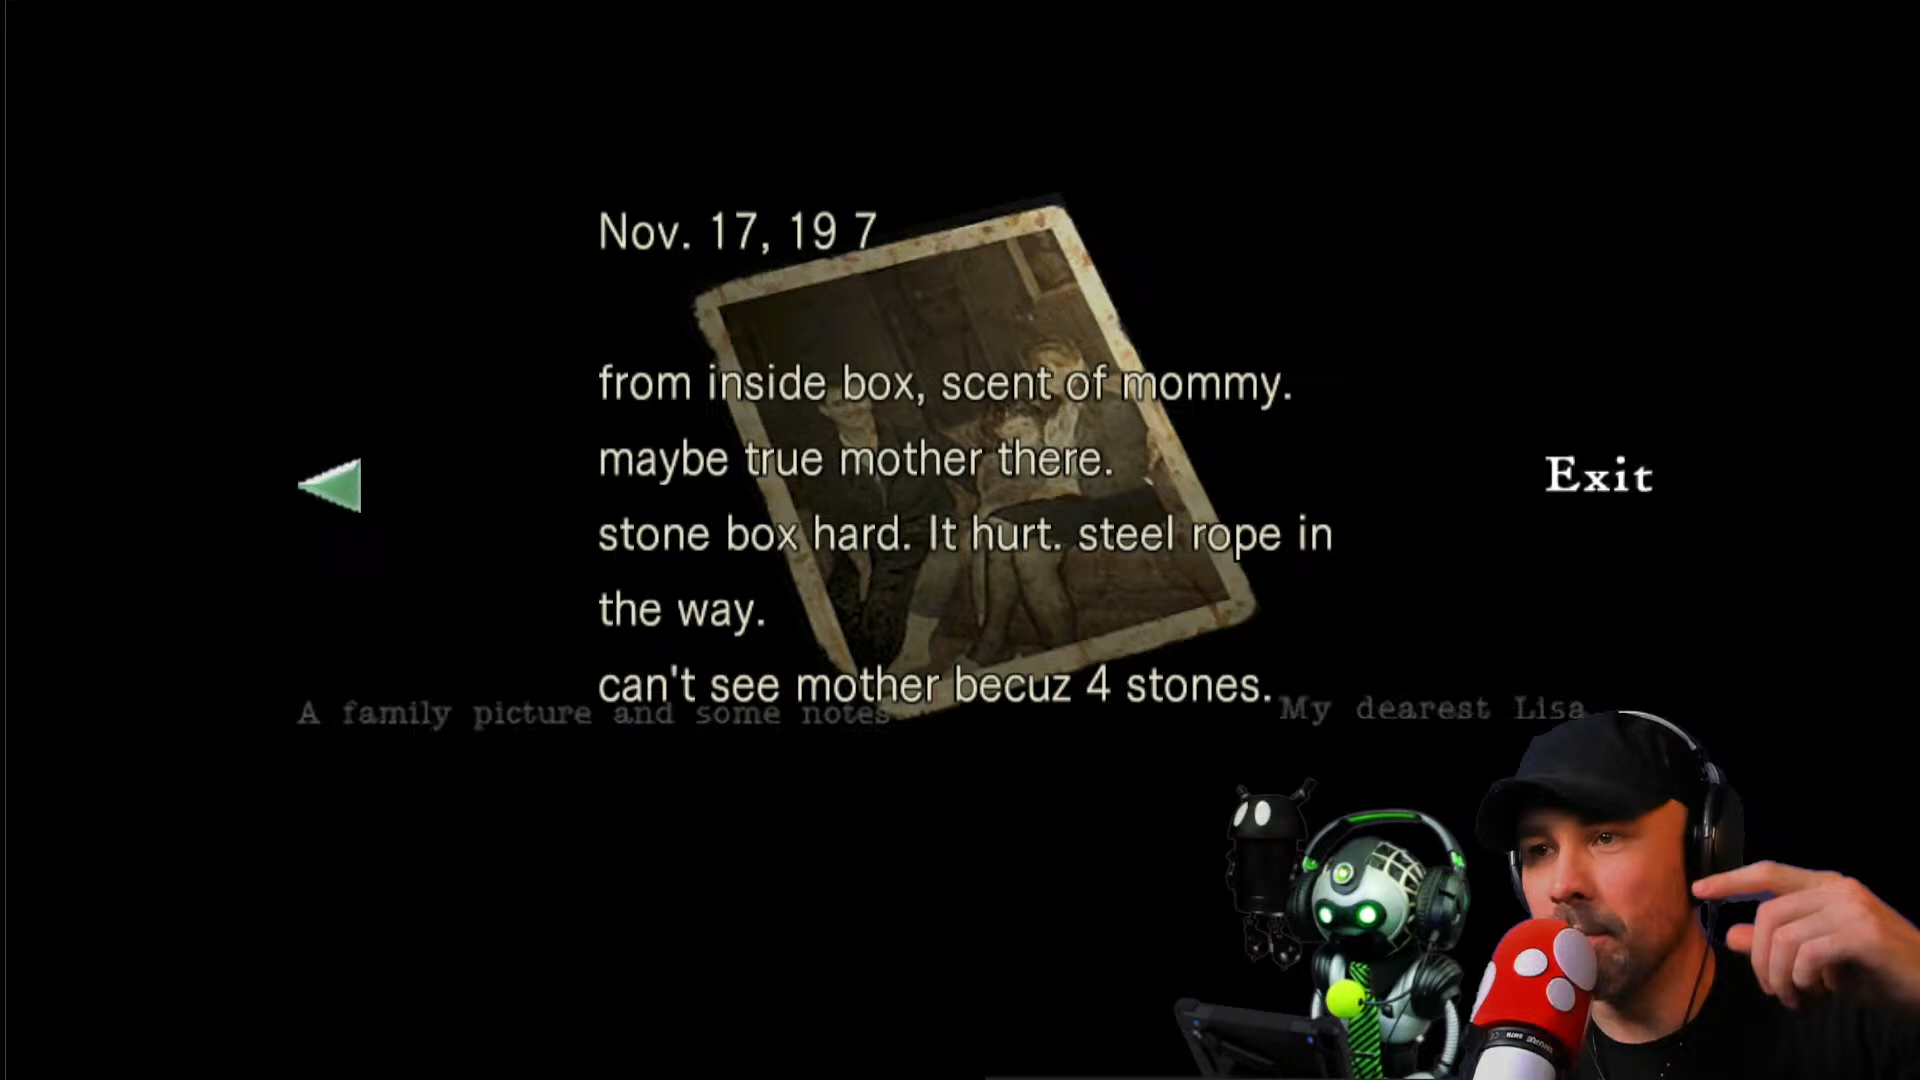 Nov. 17, 19 7
from inside box, scent of mommy.
maybe true mother there.
Exit
stone box hard. It hurt. steel rope in
the way.
can't see mother becuz 4 stones.
A family picture and some notes
My dearest Lisa